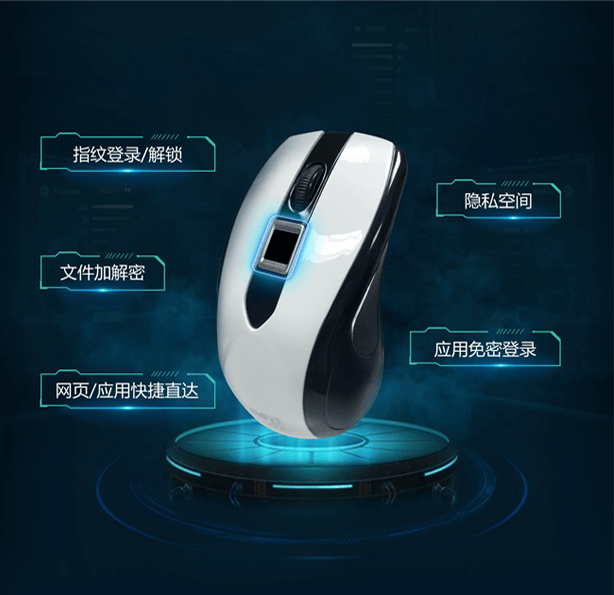 指纹登录/解锁
隐私空间
文件加解密
应用免密登录
网页/应用快捷直达